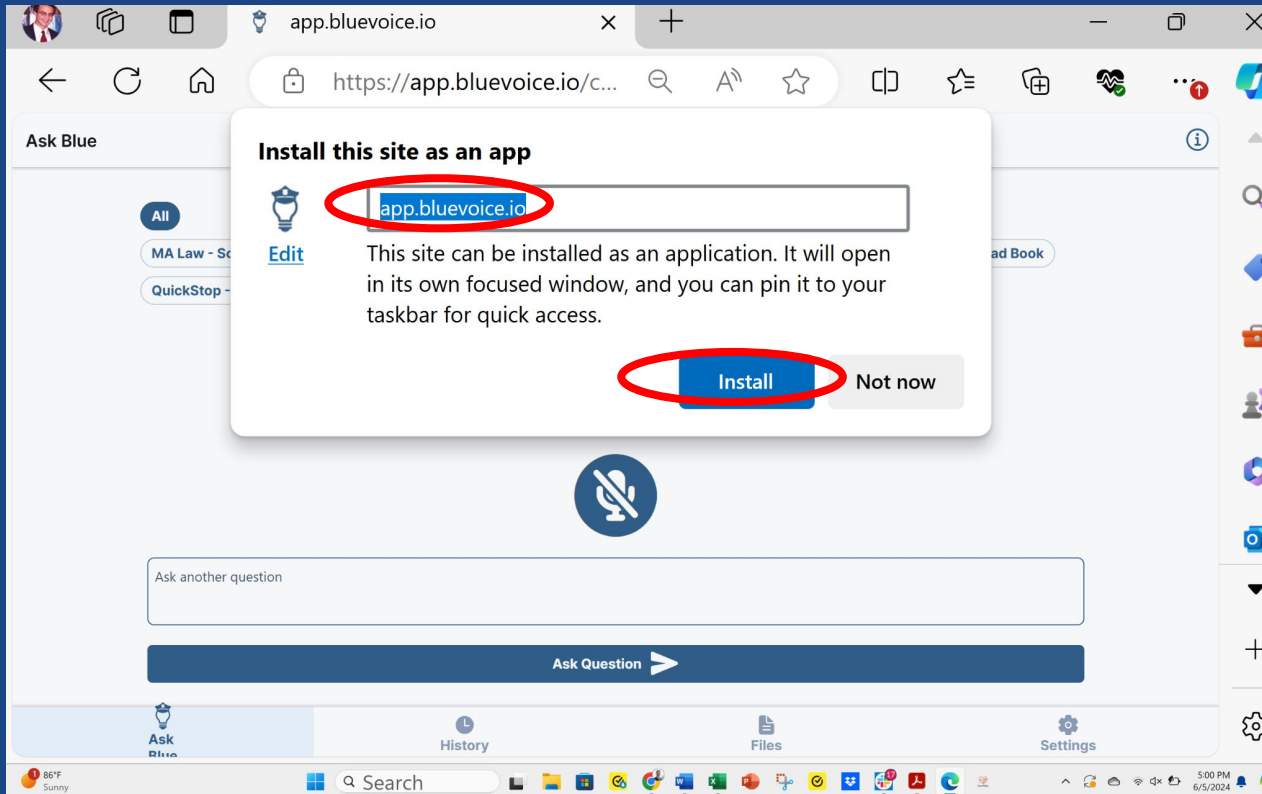 app.bluevoice.io
https://app.bluevoice.io/c...
Ask Blue
Install this site as an app
app.bluevoice.io
Edit
This site can be installed as an application. It will open
in its own focused window, and you can pin it to your
taskbar for quick access.
Install
Not now
All
MA Law - Sc
ad Book
QuickStop -
Ask another question
Ask Question
Ask
Blue
History
Files
Settings
86°F
Sunny
Search
5:00 PM
6/5/2024